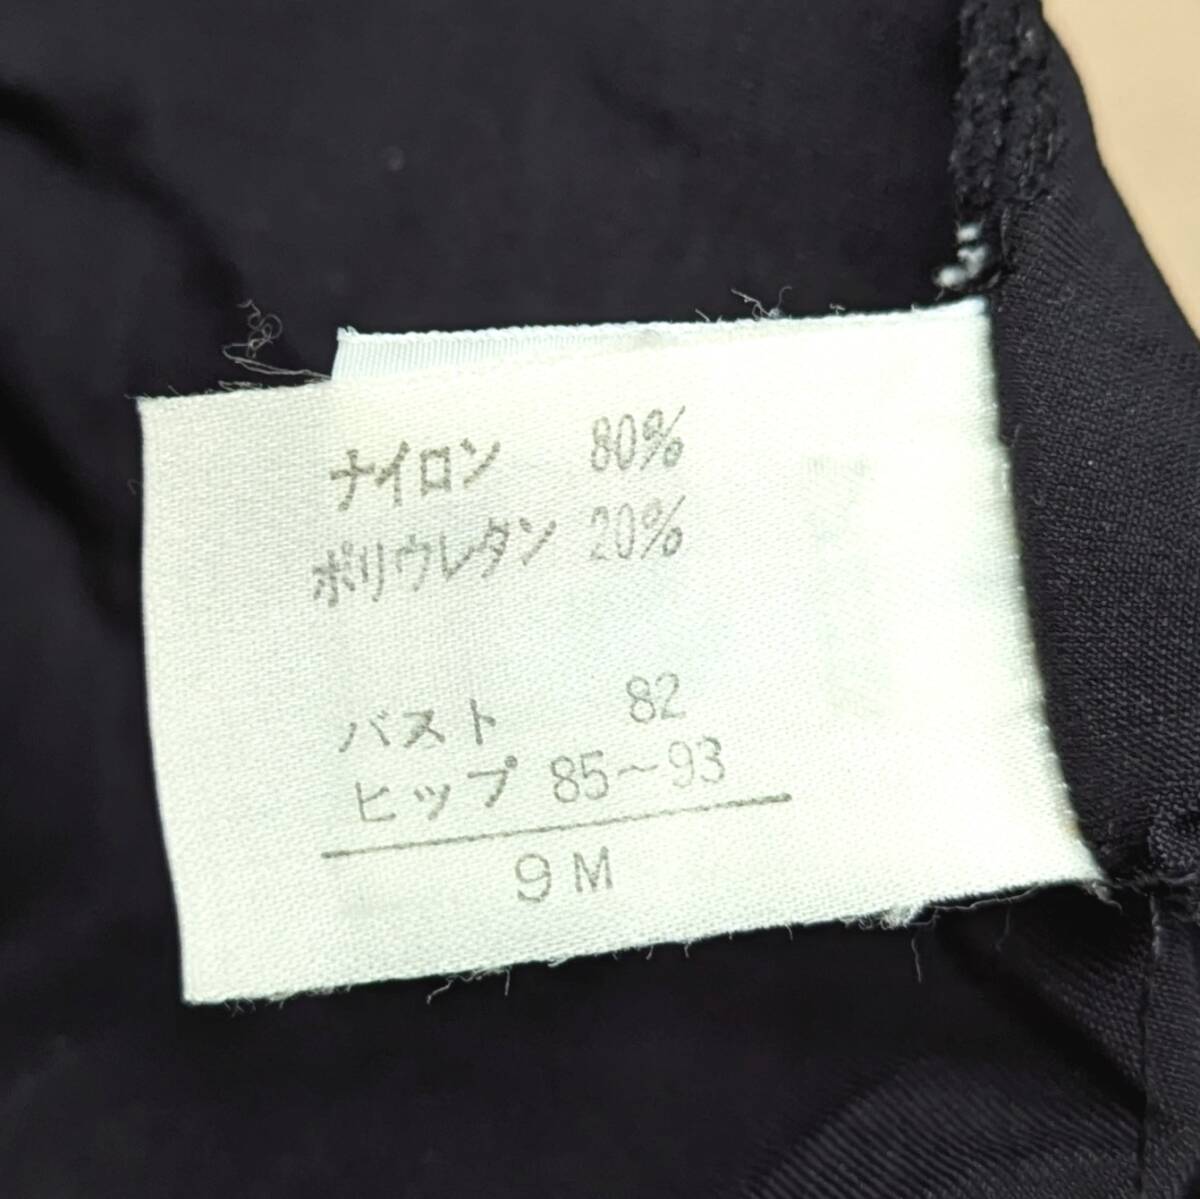 ナイロン 80%
ポリウレタン 20%
バスト 82
ヒップ 85～93
9M